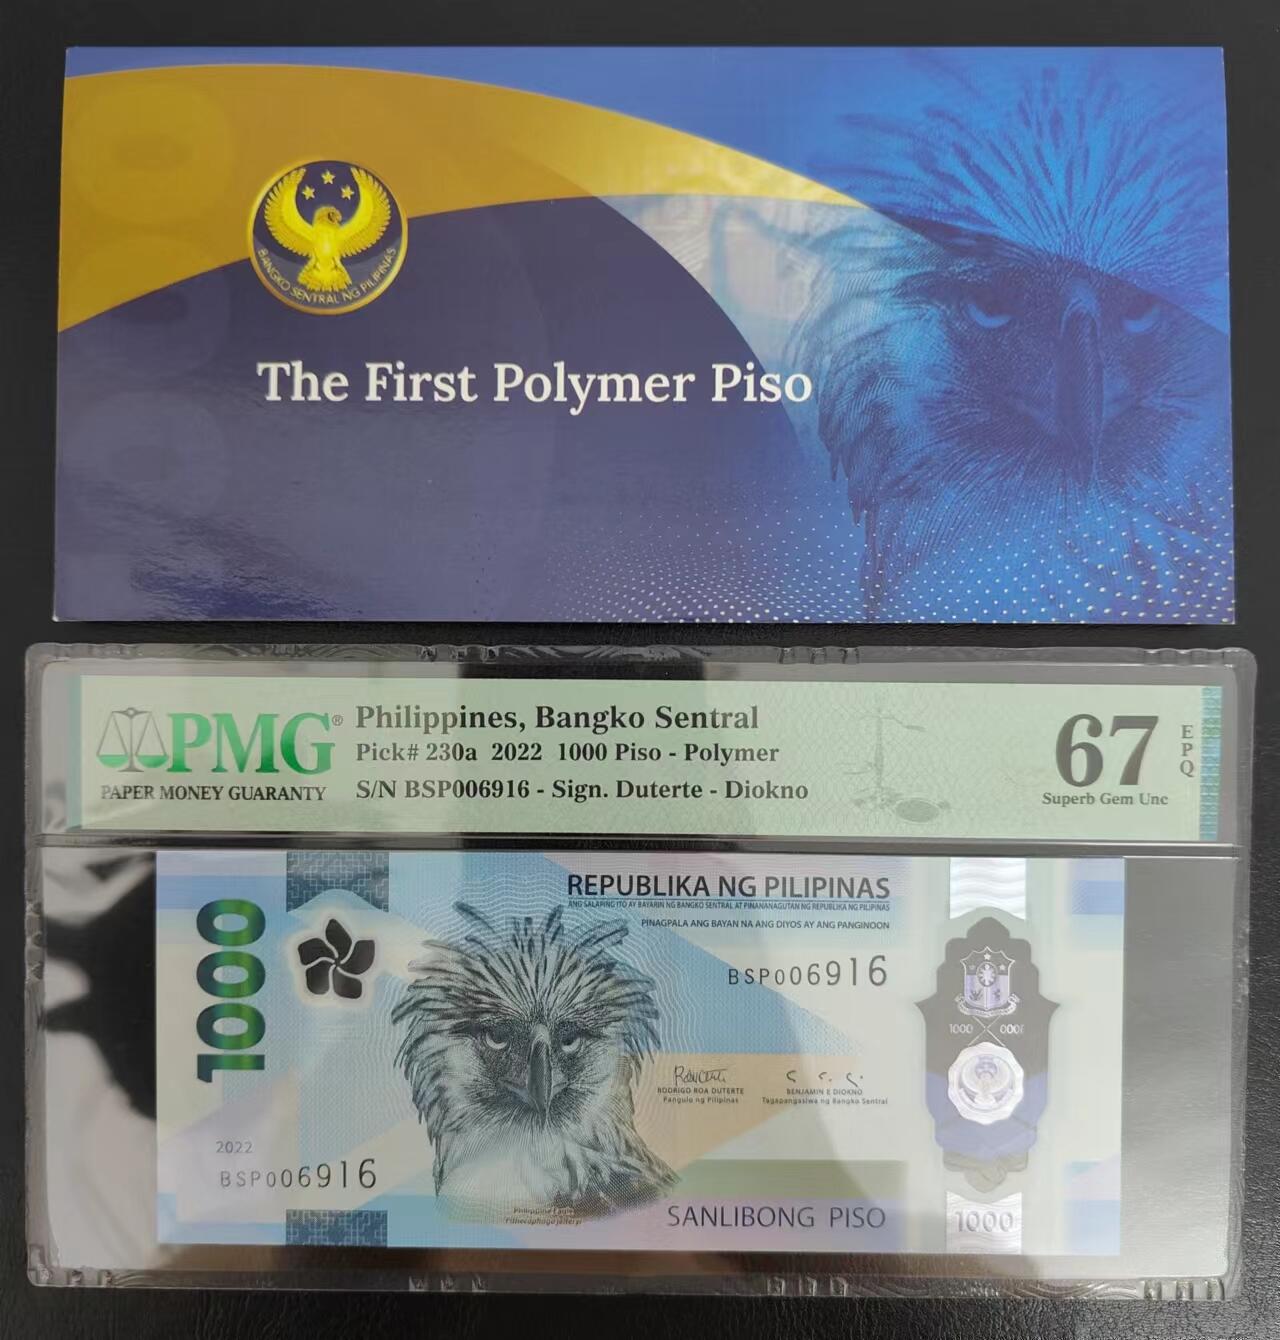 BANGKO SENTRAL NG PILIPINAS
The First Polymer Piso
PMG®
PAPER MONEY GUARANTY
Philippines, Bangko Sentral
Pick# 230a 2022 1000 Piso - Polymer
S/N BSP006916 - Sign. Duterte - Diokno
67
EPQ
Superb Gem Unc
1000
REPUBLIKA NG PILIPINAS
ANG SALAPING ITO AY BAYARIN NG BANGKO SENTRAL AT PINANANAGUTAN NG REPUBLIKA NG PILIPINAS
PINAGPALA ANG BAYAN NA ANG DIYOS AY ANG PANGINOON
BSP006916
1000 1000
RODRIGO ROA DUTERTE
Pangulo ng Pilipinas
BENJAMIN E DIOKNO
Tagapangasiwa ng Bangko Sentral
2022
BSP006916
Philippine Eagle
Pithecophaga jefferyi
SANLIBONG PISO
1000